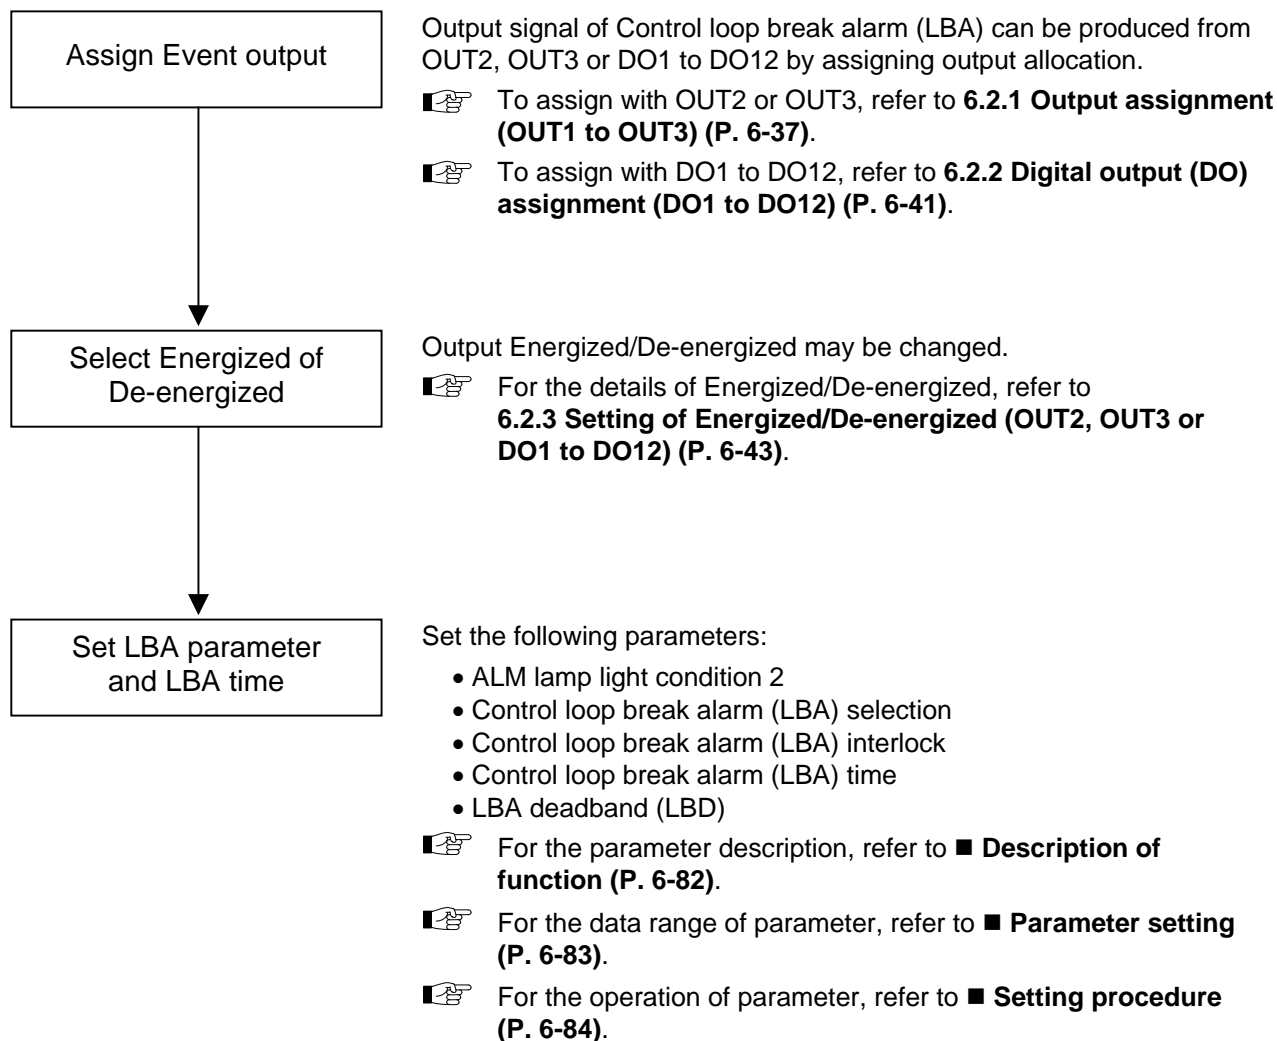 Assign Event output
Output signal of Control loop break alarm (LBA) can be produced from
OUT2, OUT3 or DO1 to DO12 by assigning output allocation.
To assign with OUT2 or OUT3, refer to 6.2.1 Output assignment
(OUT1 to OUT3) (P. 6-37).
To assign with DO1 to DO12, refer to 6.2.2 Digital output (DO)
assignment (DO1 to DO12) (P. 6-41).
Select Energized of
De-energized
Output Energized/De-energized may be changed.
For the details of Energized/De-energized, refer to
6.2.3 Setting of Energized/De-energized (OUT2, OUT3 or
DO1 to DO12) (P. 6-43).
Set LBA parameter
and LBA time
Set the following parameters:
• ALM lamp light condition 2
• Control loop break alarm (LBA) selection
• Control loop break alarm (LBA) interlock
• Control loop break alarm (LBA) time
• LBA deadband (LBD)
For the parameter description, refer to ■ Description of
function (P. 6-82).
For the data range of parameter, refer to ■ Parameter setting
(P. 6-83).
For the operation of parameter, refer to ■ Setting procedure
(P. 6-84).